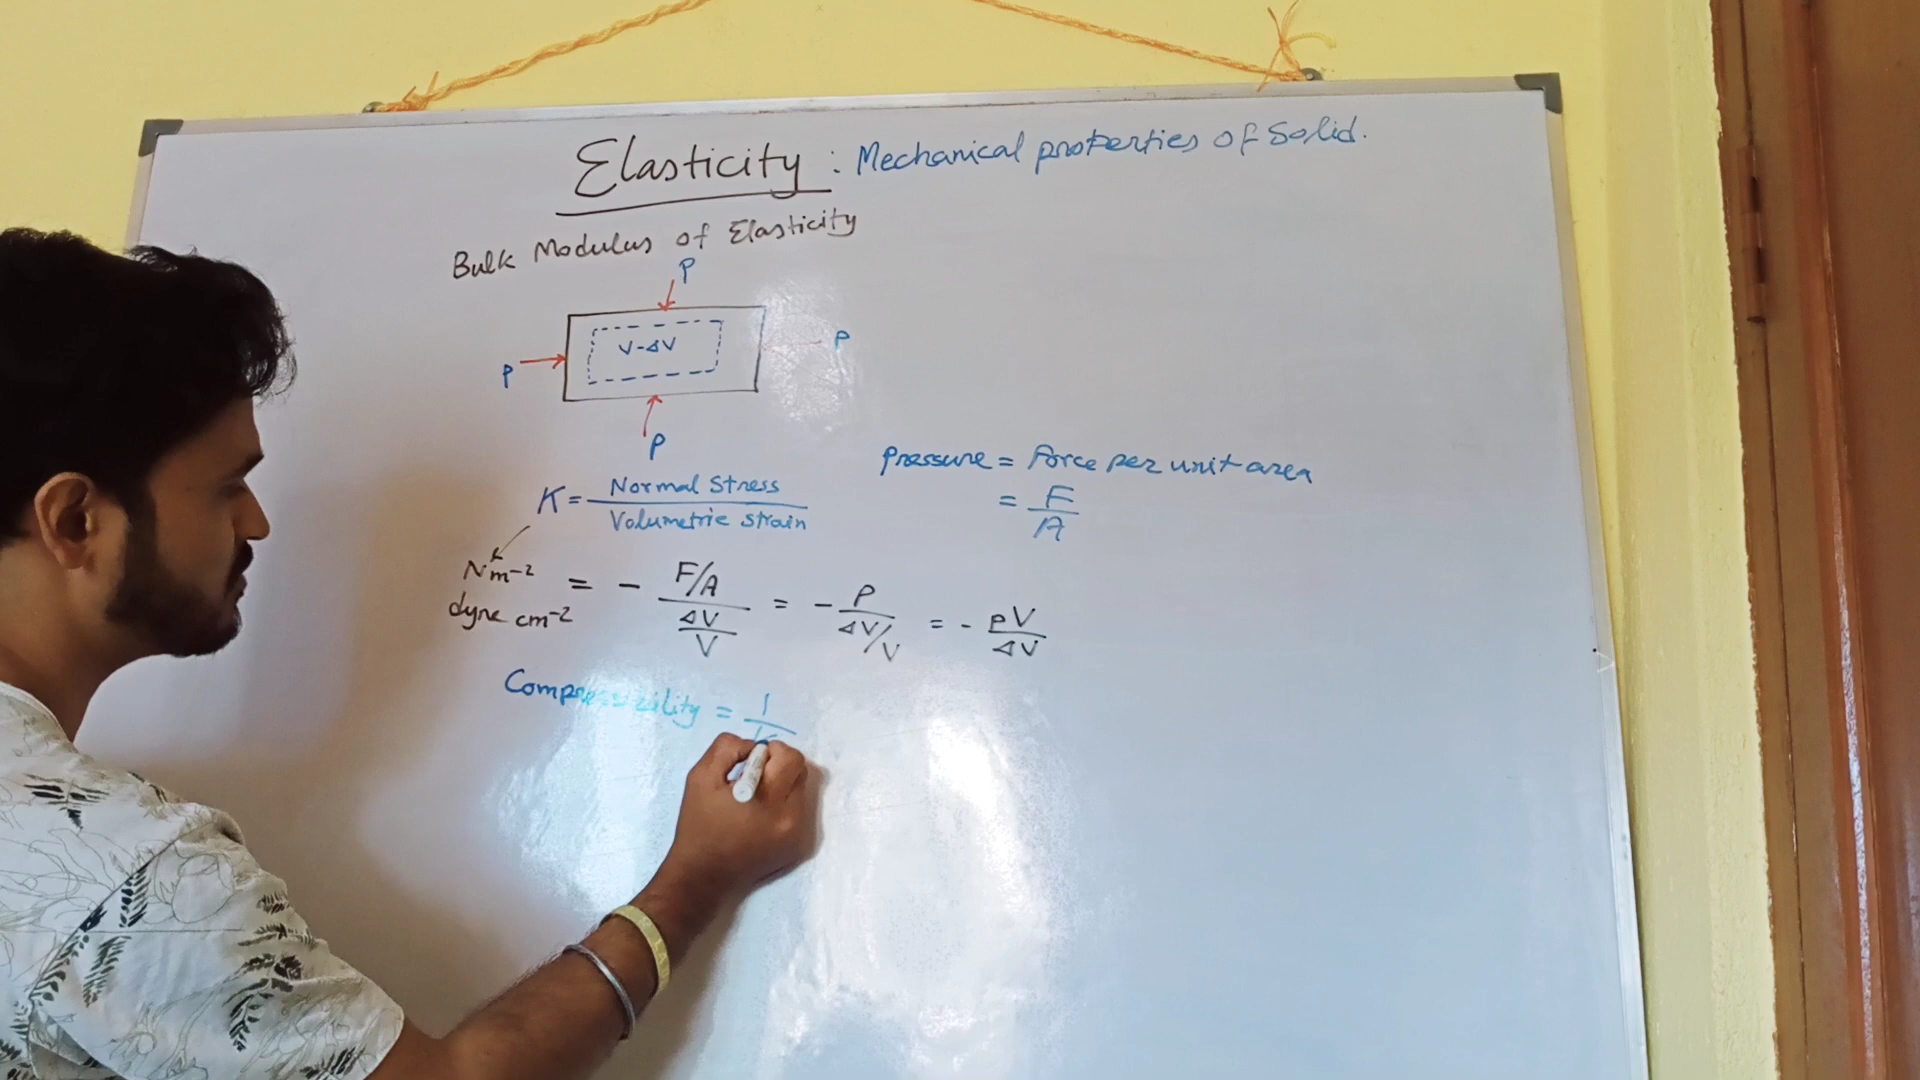 Elasticity : Mechanical properties of Solid.
Bulk Modulus of Elasticity
P
V-ΔV
P
P
P
Pressure = Force per unit area
= F/A
K = Normal Stress / Volumetric strain
Nm⁻²
dyne cm⁻²
= - (F/A)/(ΔV/V) = - P/(ΔV/V) = - PV/ΔV
Compressibility = 1/K